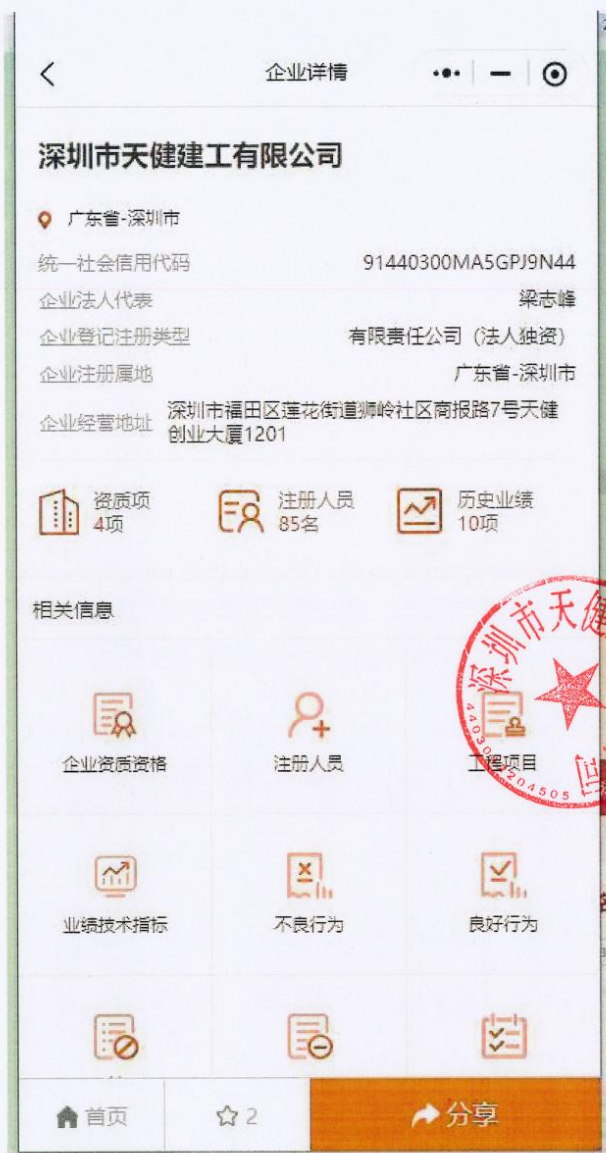 企业详情
深圳市天健建工有限公司
广东省-深圳市
统一社会信用代码 91440300MA5GPJ9N44
企业法人代表 梁志峰
企业登记注册类型 有限责任公司（法人独资）
企业注册属地 广东省-深圳市
企业经营地址 深圳市福田区莲花街道狮岭社区商报路7号天健
创业大厦1201
资质项 注册人员 历史业绩
4项 85名 10项
相关信息
深圳市天健
企业资质资格 注册人员 工程项目
司
业绩技术指标 不良行为 良好行为
首页 2 分享